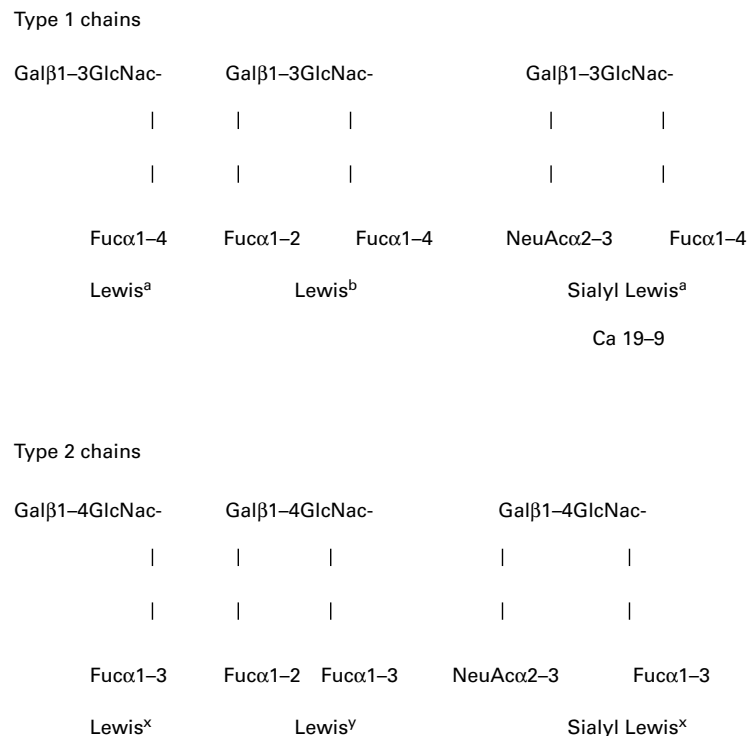 Type 1 chains
Galβ1–3GlcNac- Galβ1–3GlcNac- Galβ1–3GlcNac-
| | | | |
| | | | |
Fucα1–4 Fucα1–2 Fucα1–4 NeuAcα2–3 Fucα1–4
Lewisᵃ Lewisᵇ Sialyl Lewisᵃ
Ca 19–9
Type 2 chains
Galβ1–4GlcNac- Galβ1–4GlcNac- Galβ1–4GlcNac-
| | | | |
| | | | |
Fucα1–3 Fucα1–2 Fucα1–3 NeuAcα2–3 Fucα1–3
Lewisˣ Lewisʸ Sialyl Lewisˣ